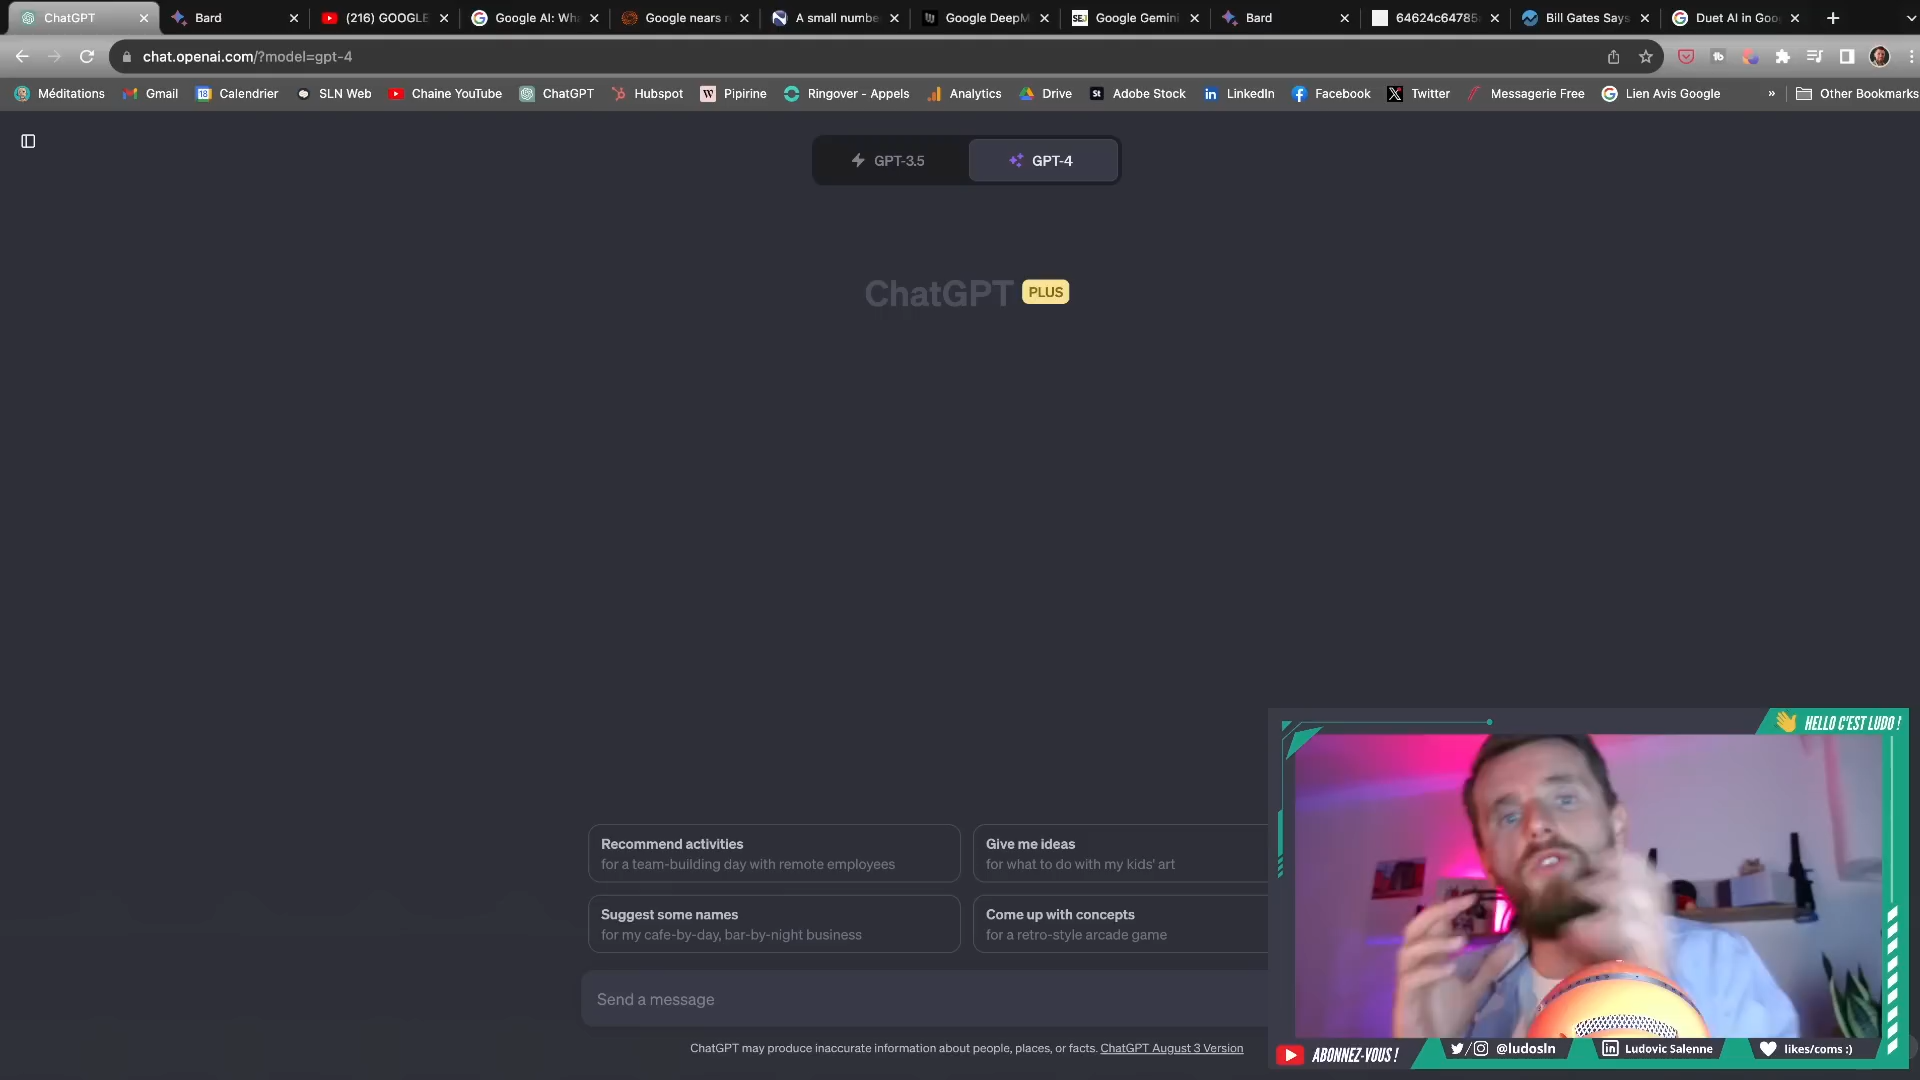 ChatGPT
Bard
(216) GOOGLE
Google AI: Wha
Google nears r
A small numbe
Google DeepM
Google Gemini
Bard
64624c64785
Bill Gates Says
Duet AI in Goo
chat.openai.com/?model=gpt-4
Méditations
Gmail
Calendrier
SLN Web
Chaine YouTube
ChatGPT
Hubspot
Pipirine
Ringover - Appels
Analytics
Drive
Adobe Stock
LinkedIn
Facebook
Twitter
Messagerie Free
Lien Avis Google
»
Other Bookmarks
GPT-3.5
GPT-4
ChatGPT PLUS
Recommend activities
for a team-building day with remote employees
Give me ideas
for what to do with my kids' art
Suggest some names
for my cafe-by-day, bar-by-night business
Come up with concepts
for a retro-style arcade game
Send a message
ChatGPT may produce inaccurate information about people, places, or facts. ChatGPT August 3 Version
HELLO C'EST LUDO !
ABONNEZ-VOUS !
@ludosln
Ludovic Salenne
likes/coms :)